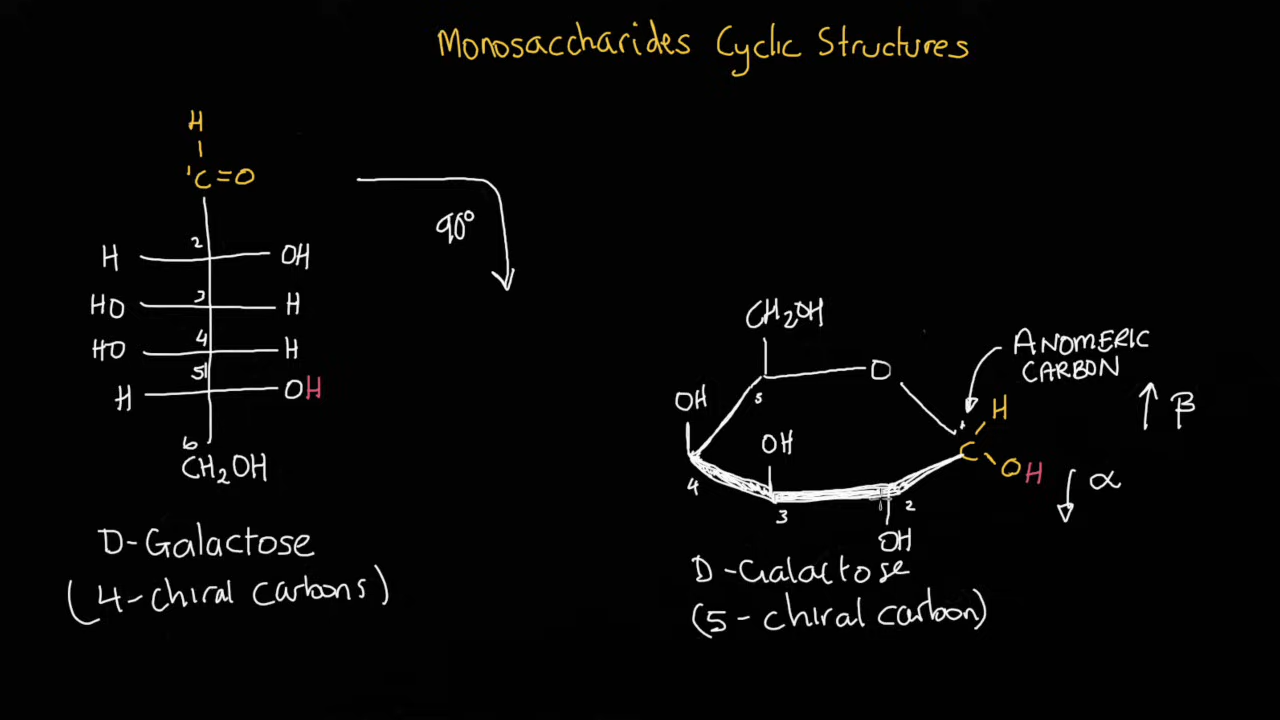 Monosaccharides Cyclic Structures
H
1C=O
2
H OH
3
HO H
4
HO H
5
H OH
6
CH2OH
D-Galactose
(4-chiral carbons)
90°
CH2OH
O
5
OH
OH
4
3
2
OH
C
H
OH
ANOMERIC
CARBON
↑ β
↓ α
D-Galactose
(5-chiral carbon)